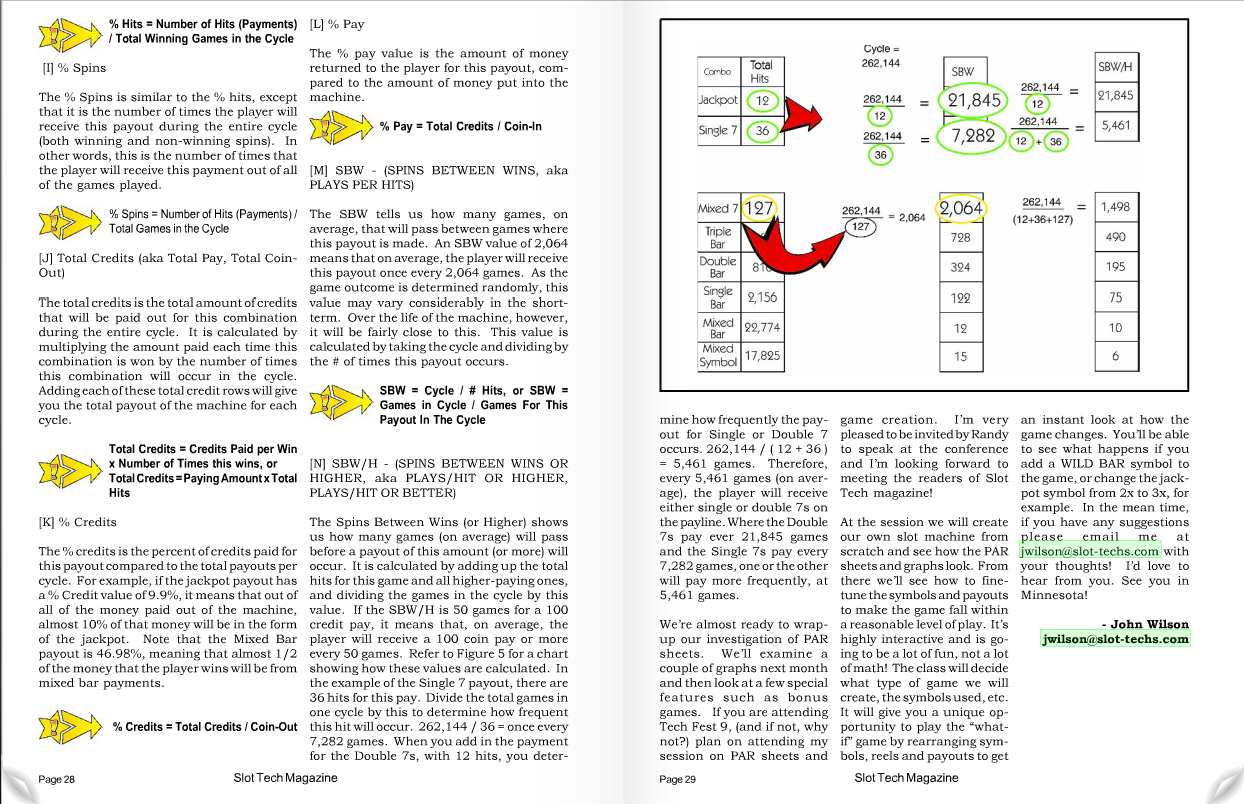 % Hits = Number of Hits (Payments)
/ Total Winning Games in the Cycle
[I] % Spins
The % Spins is similar to the % hits, except
that it is the number of times the player will
receive this payout during the entire cycle
(both winning and non-winning spins). In
other words, this is the number of times that
the player will receive this payment out of all
of the games played.
% Spins = Number of Hits (Payments) /
Total Games in the Cycle
[J] Total Credits (aka Total Pay, Total Coin-
Out)
The total credits is the total amount of credits
that will be paid out for this combination
during the entire cycle. It is calculated by
multiplying the amount paid each time this
combination is won by the number of times
this combination will occur in the cycle.
Adding each of these total credit rows will give
you the total payout of the machine for each
cycle.
Total Credits = Credits Paid per Win
x Number of Times this wins, or
Total Credits = Paying Amount x Total
Hits
[K] % Credits
The % credits is the percent of credits paid for
this payout compared to the total payouts per
cycle. For example, if the jackpot payout has
a % Credit value of 9.9%, it means that out of
all of the money paid out of the machine,
almost 10% of that money will be in the form
of the jackpot. Note that the Mixed Bar
payout is 46.98%, meaning that almost 1/2
of the money that the player wins will be from
mixed bar payments.
% Credits = Total Credits / Coin-Out
[L] % Pay
The % pay value is the amount of money
returned to the player for this payout, com-
pared to the amount of money put into the
machine.
% Pay = Total Credits / Coin-In
[M] SBW - (SPINS BETWEEN WINS, aka
PLAYS PER HITS)
The SBW tells us how many games, on
average, that will pass between games where
this payout is made. An SBW value of 2,064
means that on average, the player will receive
this payout once every 2,064 games. As the
game outcome is determined randomly, this
value may vary considerably in the short-
term. Over the life of the machine, however,
it will be fairly close to this. This value is
calculated by taking the cycle and dividing by
the # of times this payout occurs.
SBW = Cycle / # Hits, or SBW =
Games in Cycle / Games For This
Payout In The Cycle
[N] SBW/H - (SPINS BETWEEN WINS OR
HIGHER, aka PLAYS/HIT OR HIGHER,
PLAYS/HIT OR BETTER)
The Spins Between Wins (or Higher) shows
us how many games (on average) will pass
before a payout of this amount (or more) will
occur. It is calculated by adding up the total
hits for this game and all higher-paying ones,
and dividing the games in the cycle by this
value. If the SBW/H is 50 games for a 100
credit pay, it means that, on average, the
player will receive a 100 coin pay or more
every 50 games. Refer to Figure 5 for a chart
showing how these values are calculated. In
the example of the Single 7 payout, there are
36 hits for this pay. Divide the total games in
one cycle by this to determine how frequent
this hit will occur. 262,144 / 36 = once every
7,282 games. When you add in the payment
for the Double 7s, with 12 hits, you deter-
Page 28
Slot Tech Magazine
Combo Total Hits
Jackpot 12
Single 7 36
Cycle =
262,144
262,144
12
=
262,144
36
=
SBW
21,845
7,282
262,144
12
=
262,144
12 + 36
=
SBW/H
21,845
5,461
Mixed 7 127
Triple Bar
Double Bar
Single Bar 2,156
Mixed Bar 22,774
Mixed Symbol 17,825
262,144
127
= 2,064
2,064
728
324
122
12
15
262,144
(12+36+127)
=
1,498
490
195
75
10
6
mine how frequently the pay-
out for Single or Double 7
occurs. 262,144 / ( 12 + 36 )
= 5,461 games. Therefore,
every 5,461 games (on aver-
age), the player will receive
either single or double 7s on
the payline. Where the Double
7s pay ever 21,845 games
and the Single 7s pay every
7,282 games, one or the other
will pay more frequently, at
5,461 games.
We're almost ready to wrap-
up our investigation of PAR
sheets. We'll examine a
couple of graphs next month
and then look at a few special
features such as bonus
games. If you are attending
Tech Fest 9, (and if not, why
not?) plan on attending my
session on PAR sheets and
game creation. I'm very
pleased to be invited by Randy
to speak at the conference
and I'm looking forward to
meeting the readers of Slot
Tech magazine!
At the session we will create
our own slot machine from
scratch and see how the PAR
sheets and graphs look. From
there we'll see how to fine-
tune the symbols and payouts
to make the game fall within
a reasonable level of play. It's
highly interactive and is go-
ing to be a lot of fun, not a lot
of math! The class will decide
what type of game we will
create, the symbols used, etc.
It will give you a unique op-
portunity to play the "what-
if" game by rearranging sym-
bols, reels and payouts to get
an instant look at how the
game changes. You'll be able
to see what happens if you
add a WILD BAR symbol to
the game, or change the jack-
pot symbol from 2x to 3x, for
example. In the mean time,
if you have any suggestions
please email me at
jwilson@slot-techs.com with
your thoughts! I'd love to
hear from you. See you in
Minnesota!
- John Wilson
jwilson@slot-techs.com
Page 29
Slot Tech Magazine